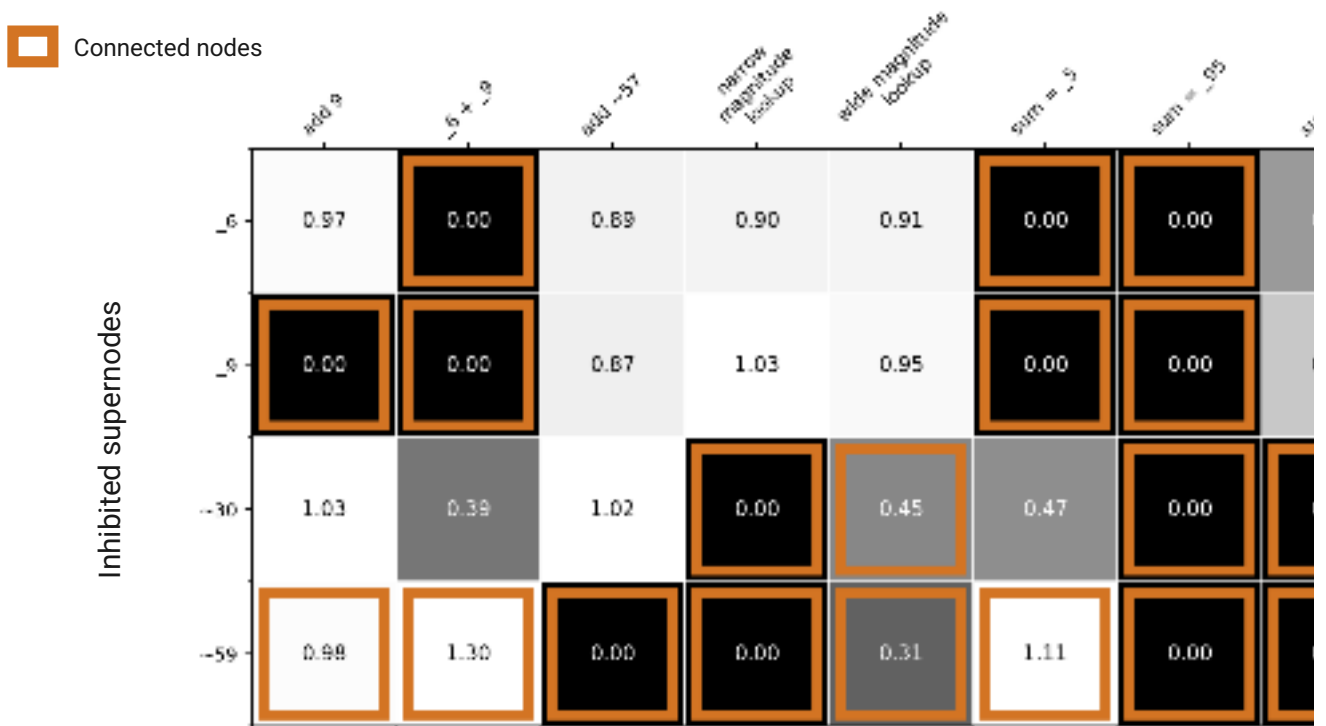 Connected nodes
add 9
_6 + _9
add ~57
narrow
magnitude
lookup
wide magnitude
lookup
sum = _5
sum = _95
Inhibited supernodes
_6
0.97
0.00
0.89
0.90
0.91
0.00
0.00
_9
0.00
0.00
0.87
1.03
0.95
0.00
0.00
~30
1.03
0.39
1.02
0.00
0.45
0.47
0.00
~59
0.98
1.30
0.00
0.00
0.31
1.11
0.00